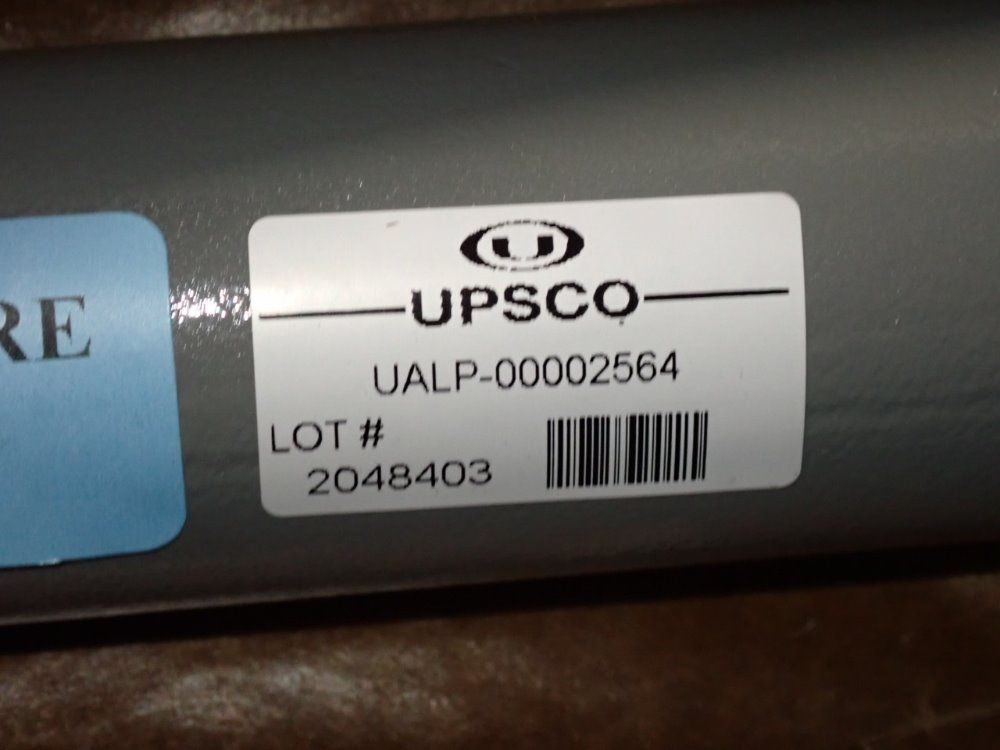 RE
U
UPSCO
UALP-00002564
LOT #
2048403